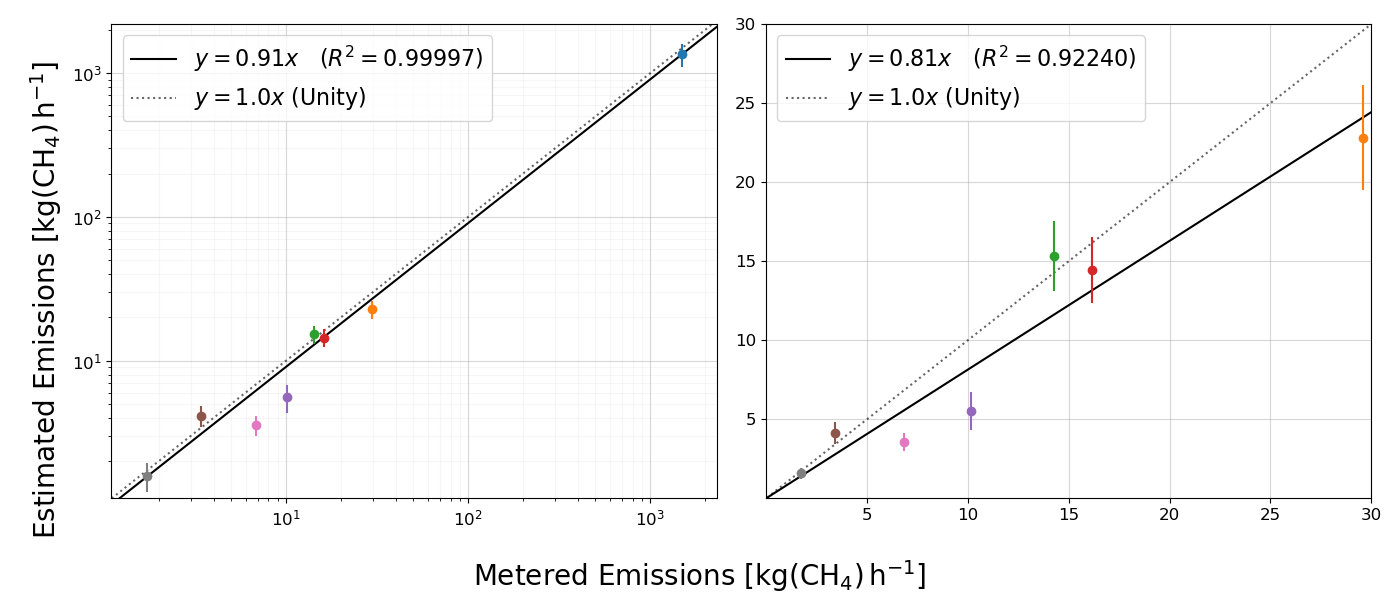 y = 0.91x (R² = 0.99997)
y = 1.0x (Unity)
10³
10²
10¹
10¹ 10² 10³
y = 0.81x (R² = 0.92240)
y = 1.0x (Unity)
30
25
20
15
10
5
5 10 15 20 25 30
Estimated Emissions [kg(CH₄) h⁻¹]
Metered Emissions [kg(CH₄) h⁻¹]